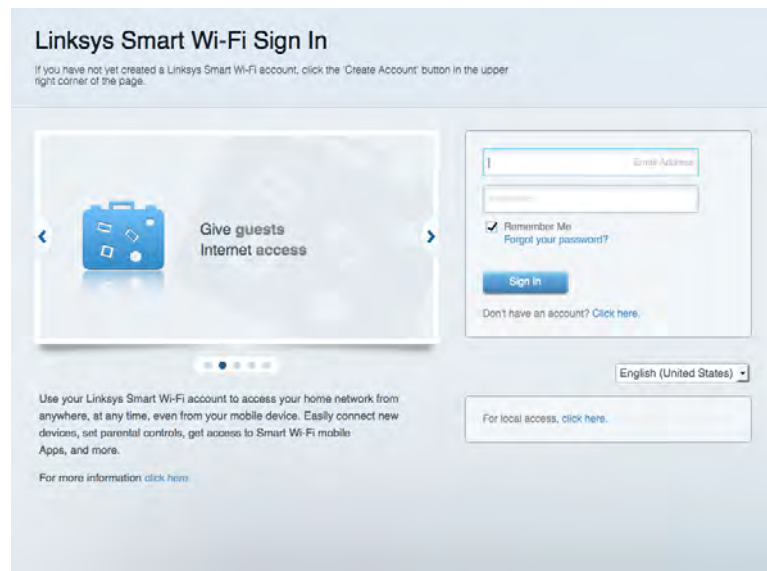 Linksys Smart Wi-Fi Sign In
If you have not yet created a Linksys Smart Wi-Fi account, click the 'Create Account' button in the upper
right corner of the page.
Give guests
Internet access
Use your Linksys Smart Wi-Fi account to access your home network from
anywhere, at any time, even from your mobile device. Easily connect new
devices, set parental controls, get access to Smart Wi-Fi mobile
Apps, and more.
For more information click here.
Email Address
Remember Me
Forgot your password?
Sign In
Don't have an account? Click here.
English (United States)
For local access, click here.